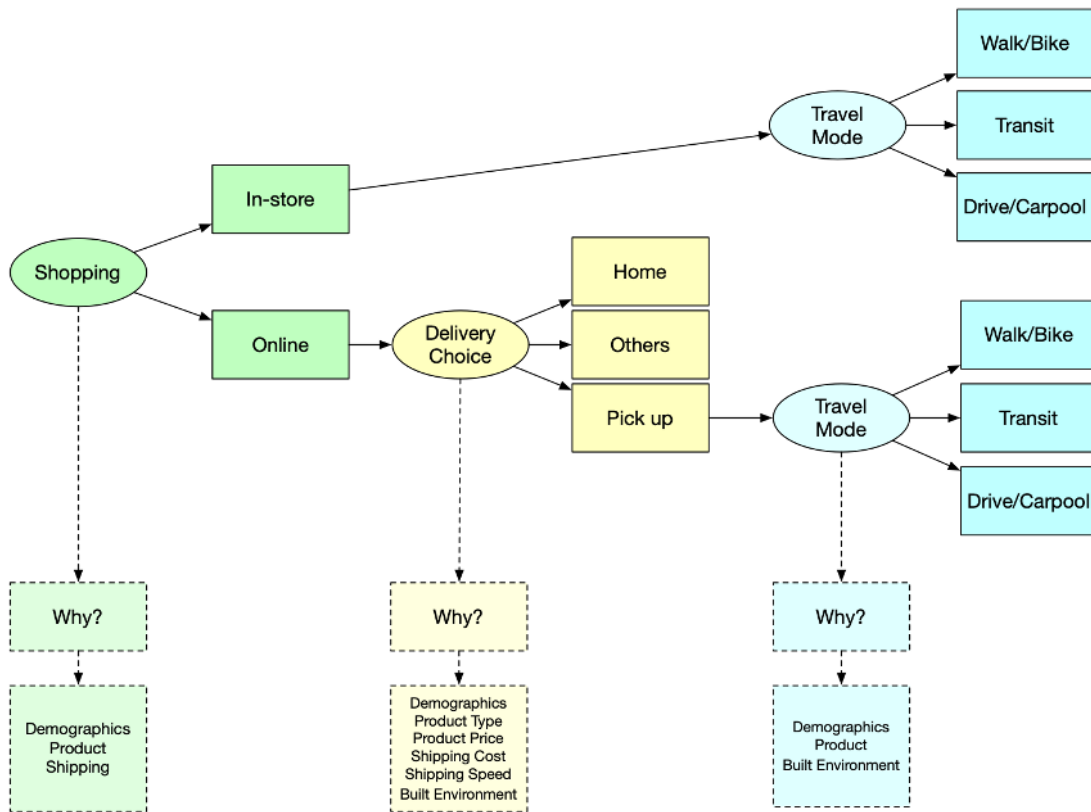 Walk/Bike
Travel
Mode
Transit
Drive/Carpool
In-store
Shopping
Home
Online
Delivery
Choice
Others
Pick up
Walk/Bike
Travel
Mode
Transit
Drive/Carpool
Why?
Why?
Why?
Demographics
Product
Shipping
Demographics
Product Type
Product Price
Shipping Cost
Shipping Speed
Built Environment
Demographics
Product
Built Environment